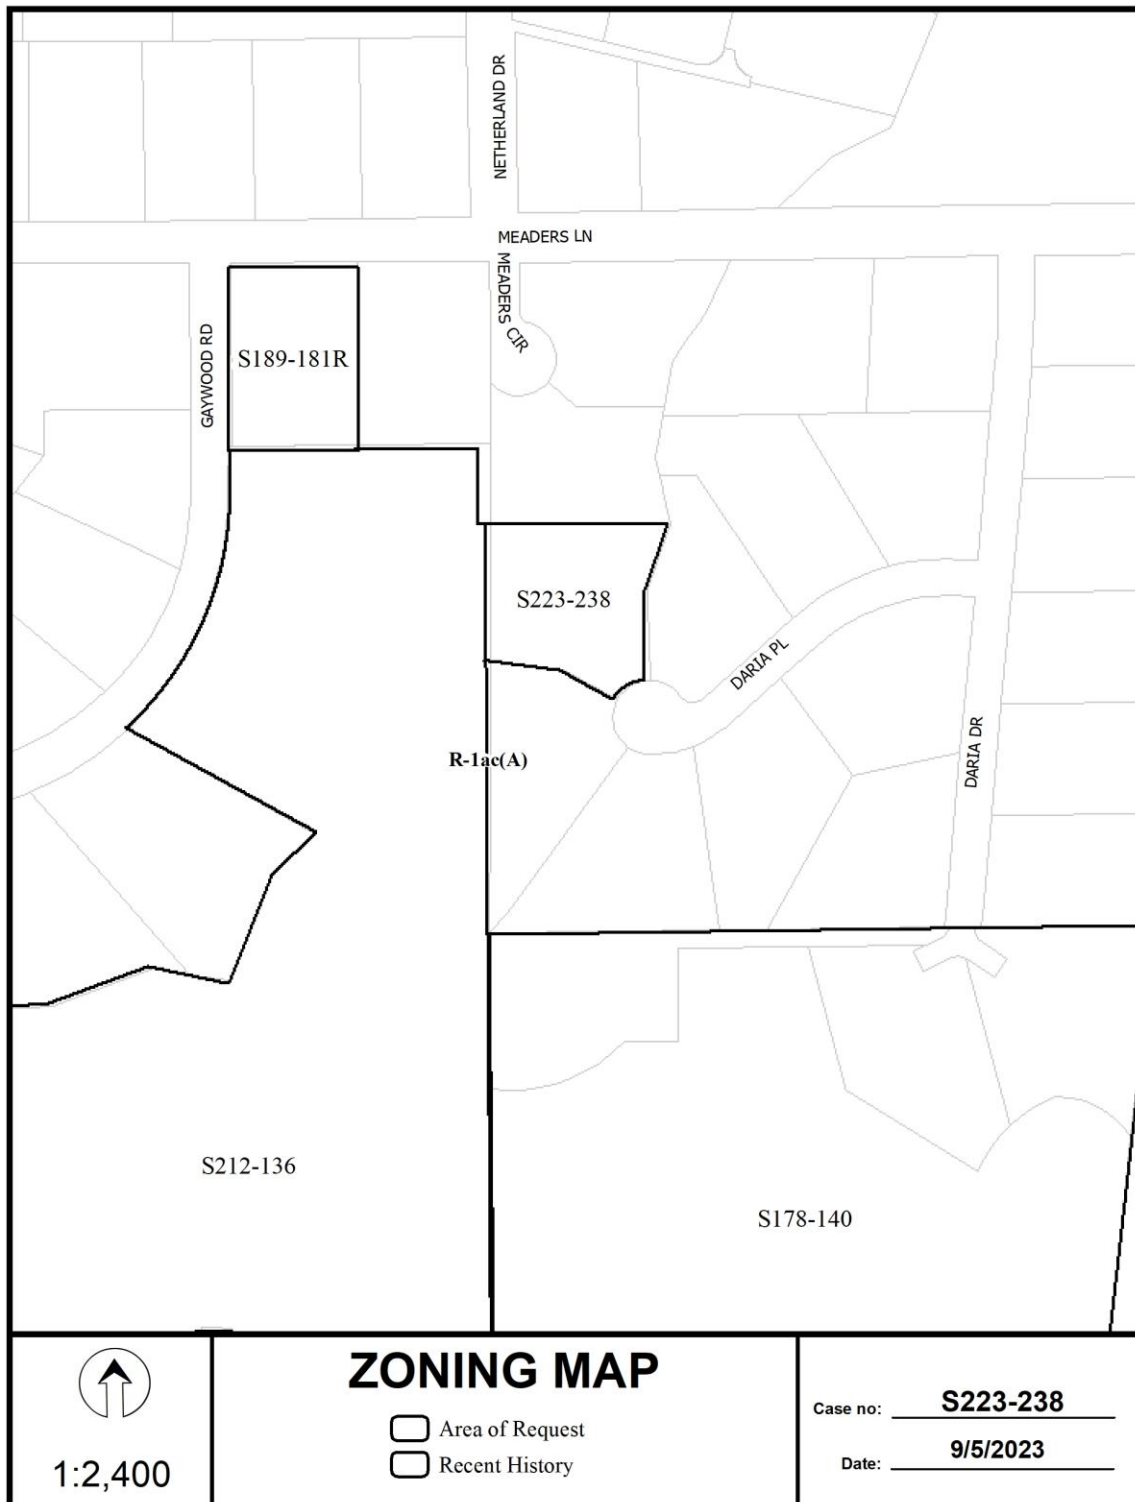 NETHERLAND DR
MEADERS LN
MEADERS CIR
GAYWOOD RD
S189-181R
S223-238
DARIA PL
R-1ac(A)
DARIA DR
S212-136
S178-140
1:2,400
ZONING MAP
Area of Request
Recent History
Case no: S223-238
Date: 9/5/2023